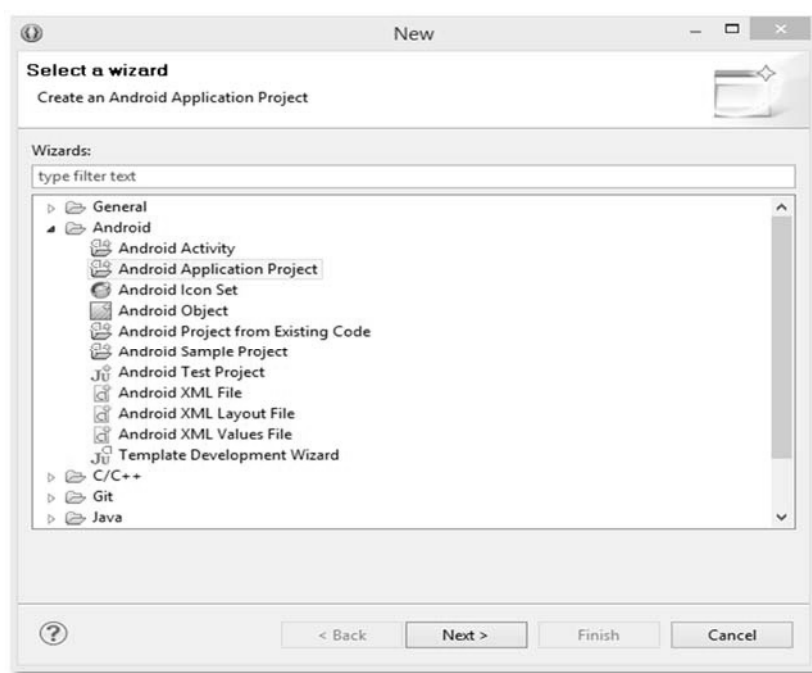 New
Select a wizard
Create an Android Application Project
Wizards:
type filter text
General
Android
Android Activity
Android Application Project
Android Icon Set
Android Object
Android Project from Existing Code
Android Sample Project
Android Test Project
Android XML File
Android XML Layout File
Android XML Values File
Template Development Wizard
C/C++
Git
Java
< Back Next > Finish Cancel